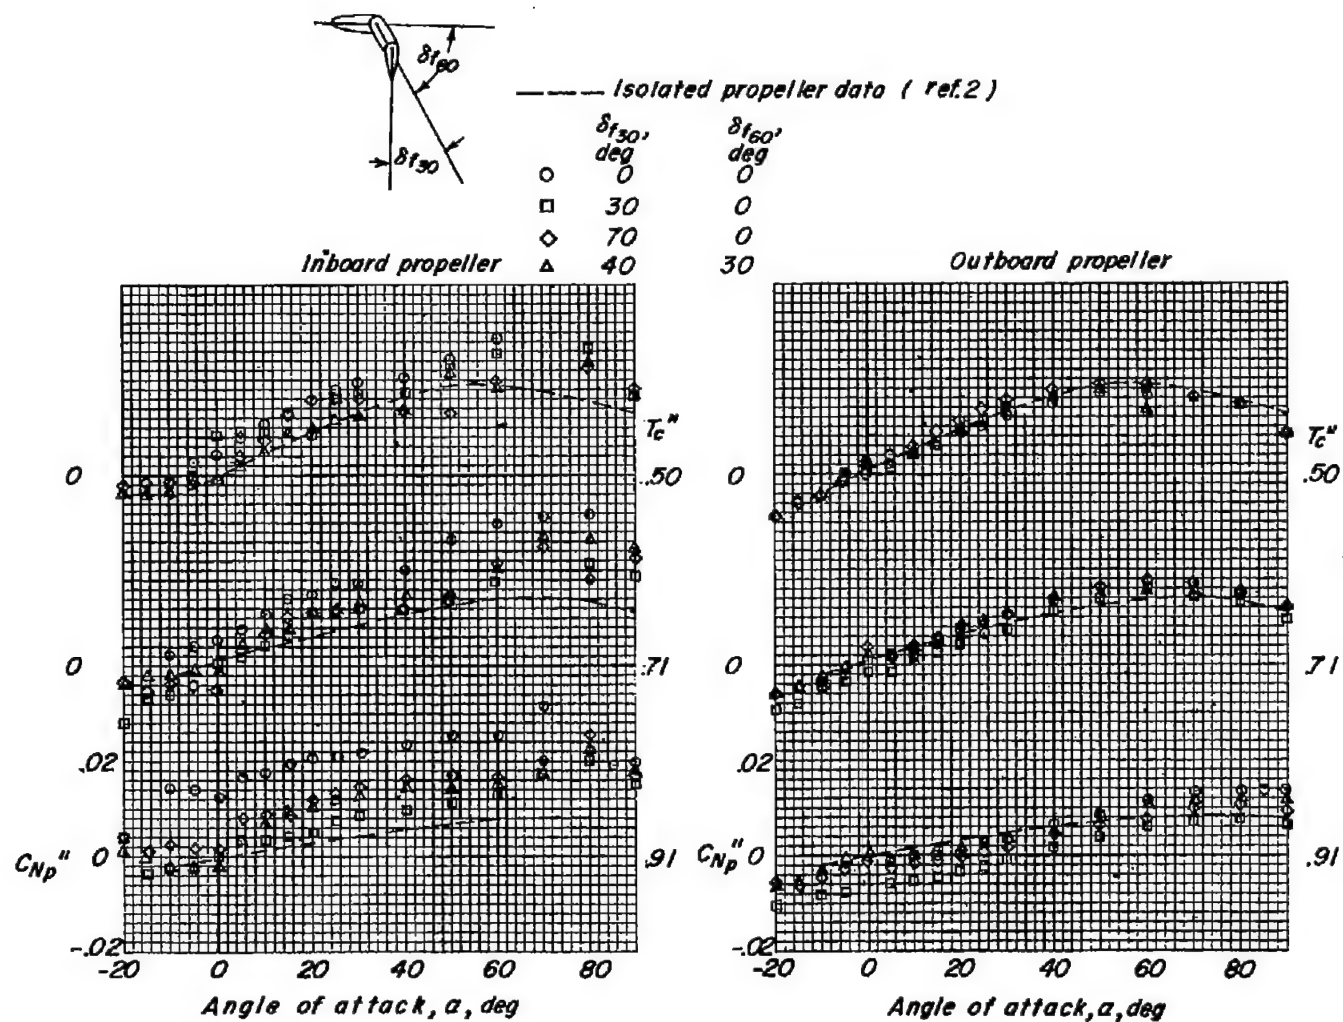 δf60
δf30
Isolated propeller data ( ref.2 )
δf30, δf60,
deg deg
0 0
30 0
70 0
40 30
Inboard propeller
Outboard propeller
Tc"
Tc"
0 .50
0 .50
0 .71
0 .71
.02
.02
CNp" 0 .91
CNp" 0 .91
-.02
-.02
-20 0 20 40 60 80
-20 0 20 40 60 80
Angle of attack, α, deg
Angle of attack, α, deg